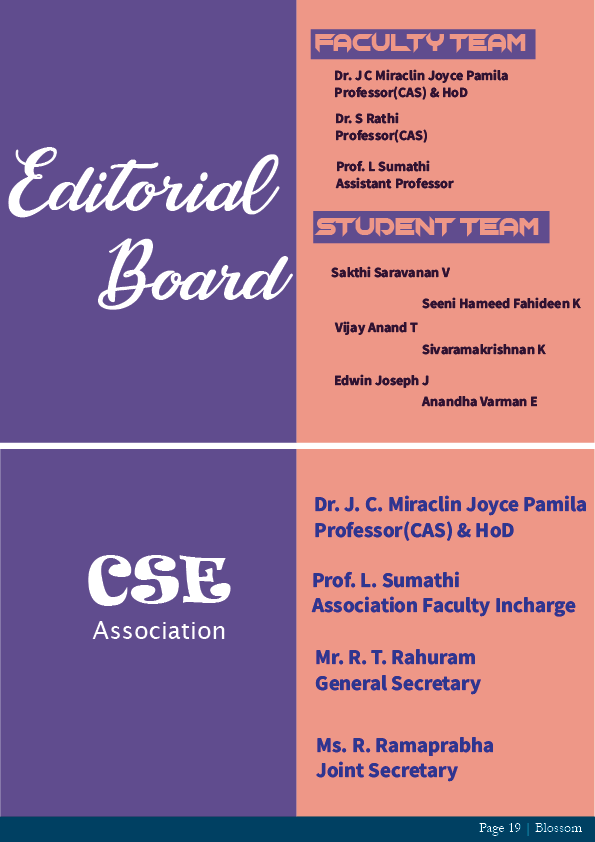 Editorial
Board
FACULTY TEAM
Dr. J C Miraclin Joyce Pamila
Professor(CAS) & HoD
Dr. S Rathi
Professor(CAS)
Prof. L Sumathi
Assistant Professor
STUDENT TEAM
Sakthi Saravanan V
Seeni Hameed Fahideen K
Vijay Anand T
Sivaramakrishnan K
Edwin Joseph J
Anandha Varman E
CSE
Association
Dr. J. C. Miraclin Joyce Pamila
Professor(CAS) & HoD
Prof. L. Sumathi
Association Faculty Incharge
Mr. R. T. Rahuram
General Secretary
Ms. R. Ramaprabha
Joint Secretary
Page 19 | Blossom